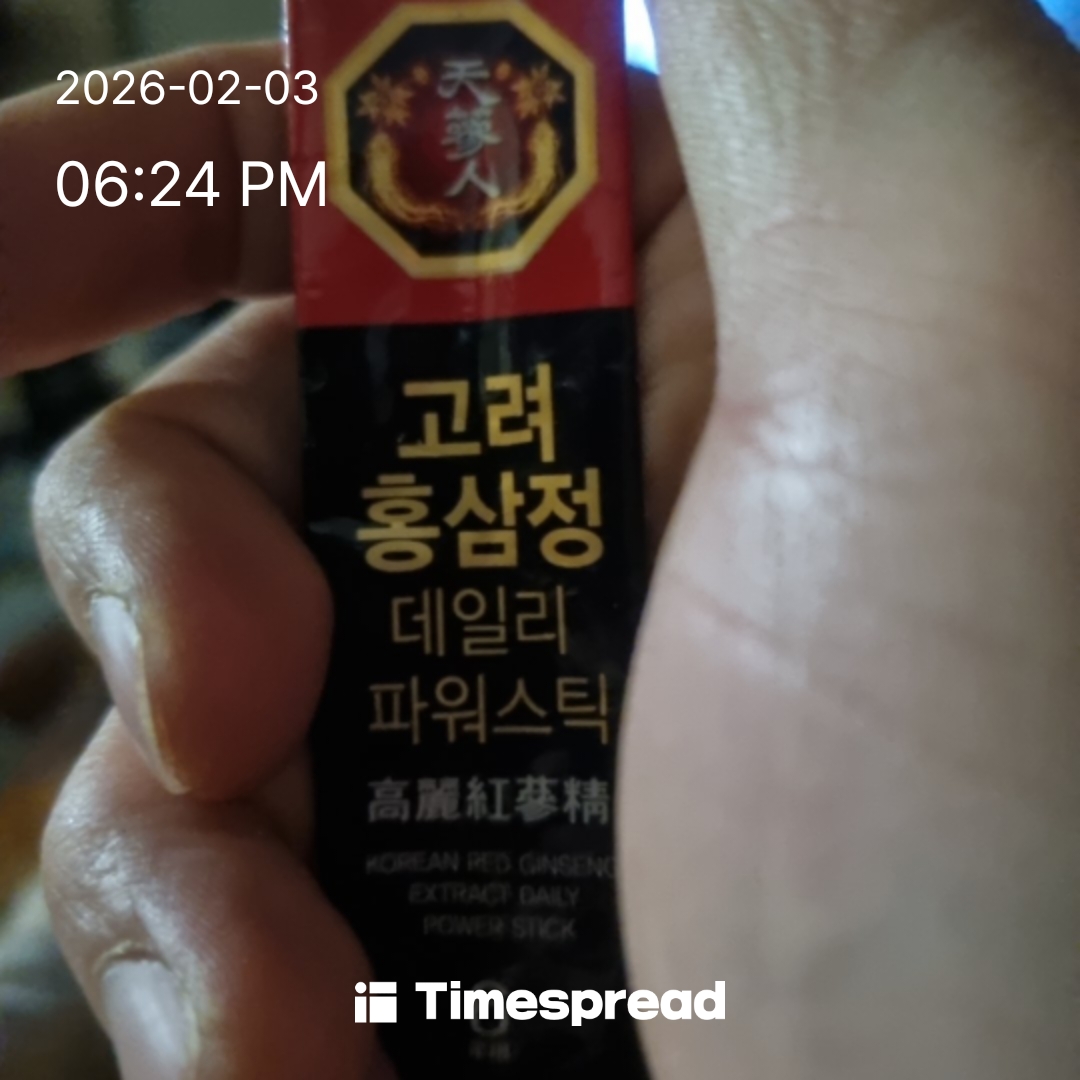 2026-02-03
06:24 PM
天蔘人
고려
홍삼정
데일리
파워스틱
高麗紅蔘精
KOREAN RED GINSENG
EXTRACT DAILY
POWER STICK
Timespread